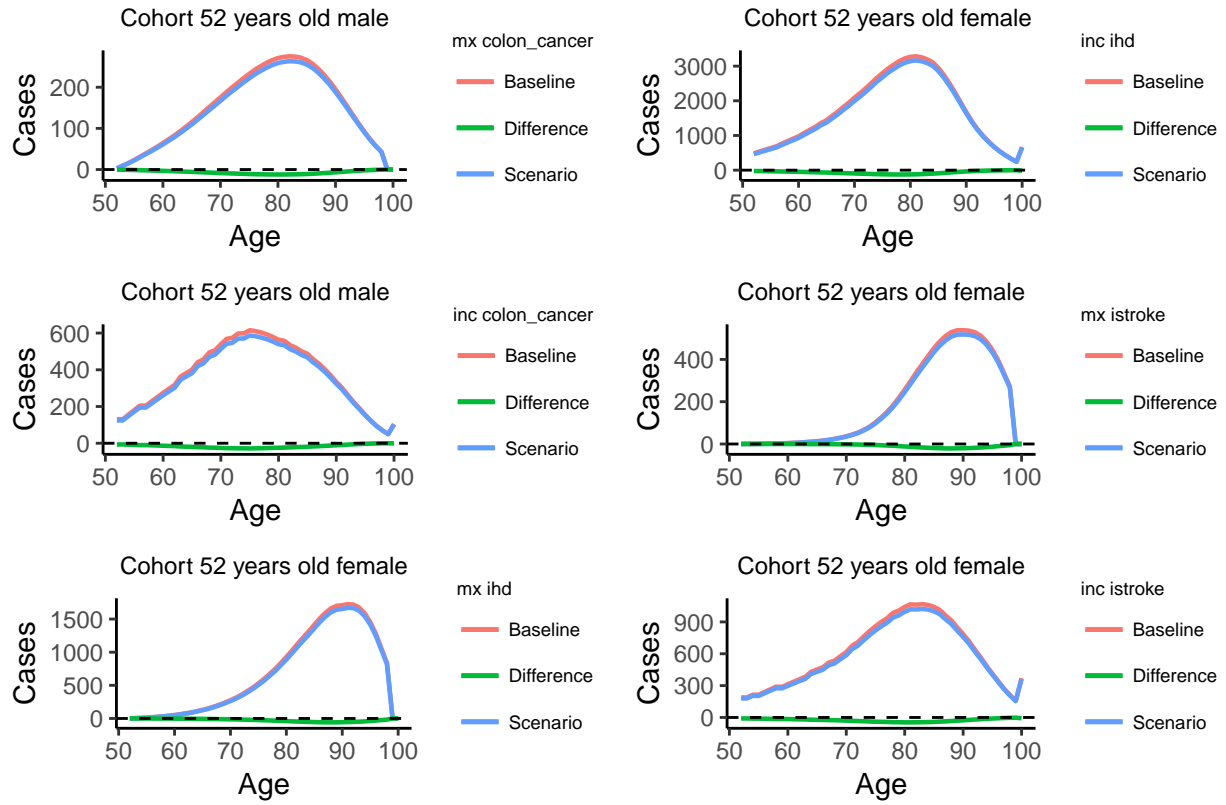 Cohort 52 years old male
mx colon_cancer
Baseline
Difference
Scenario
Cases
200
100
0
50 60 70 80 90 100
Age
Cohort 52 years old female
inc ihd
Baseline
Difference
Scenario
Cases
3000
2000
1000
0
50 60 70 80 90 100
Age
Cohort 52 years old male
inc colon_cancer
Baseline
Difference
Scenario
Cases
600
400
200
0
50 60 70 80 90 100
Age
Cohort 52 years old female
mx istroke
Baseline
Difference
Scenario
Cases
400
200
0
50 60 70 80 90 100
Age
Cohort 52 years old female
mx ihd
Baseline
Difference
Scenario
Cases
1500
1000
500
0
50 60 70 80 90 100
Age
Cohort 52 years old female
inc istroke
Baseline
Difference
Scenario
Cases
900
600
300
0
50 60 70 80 90 100
Age